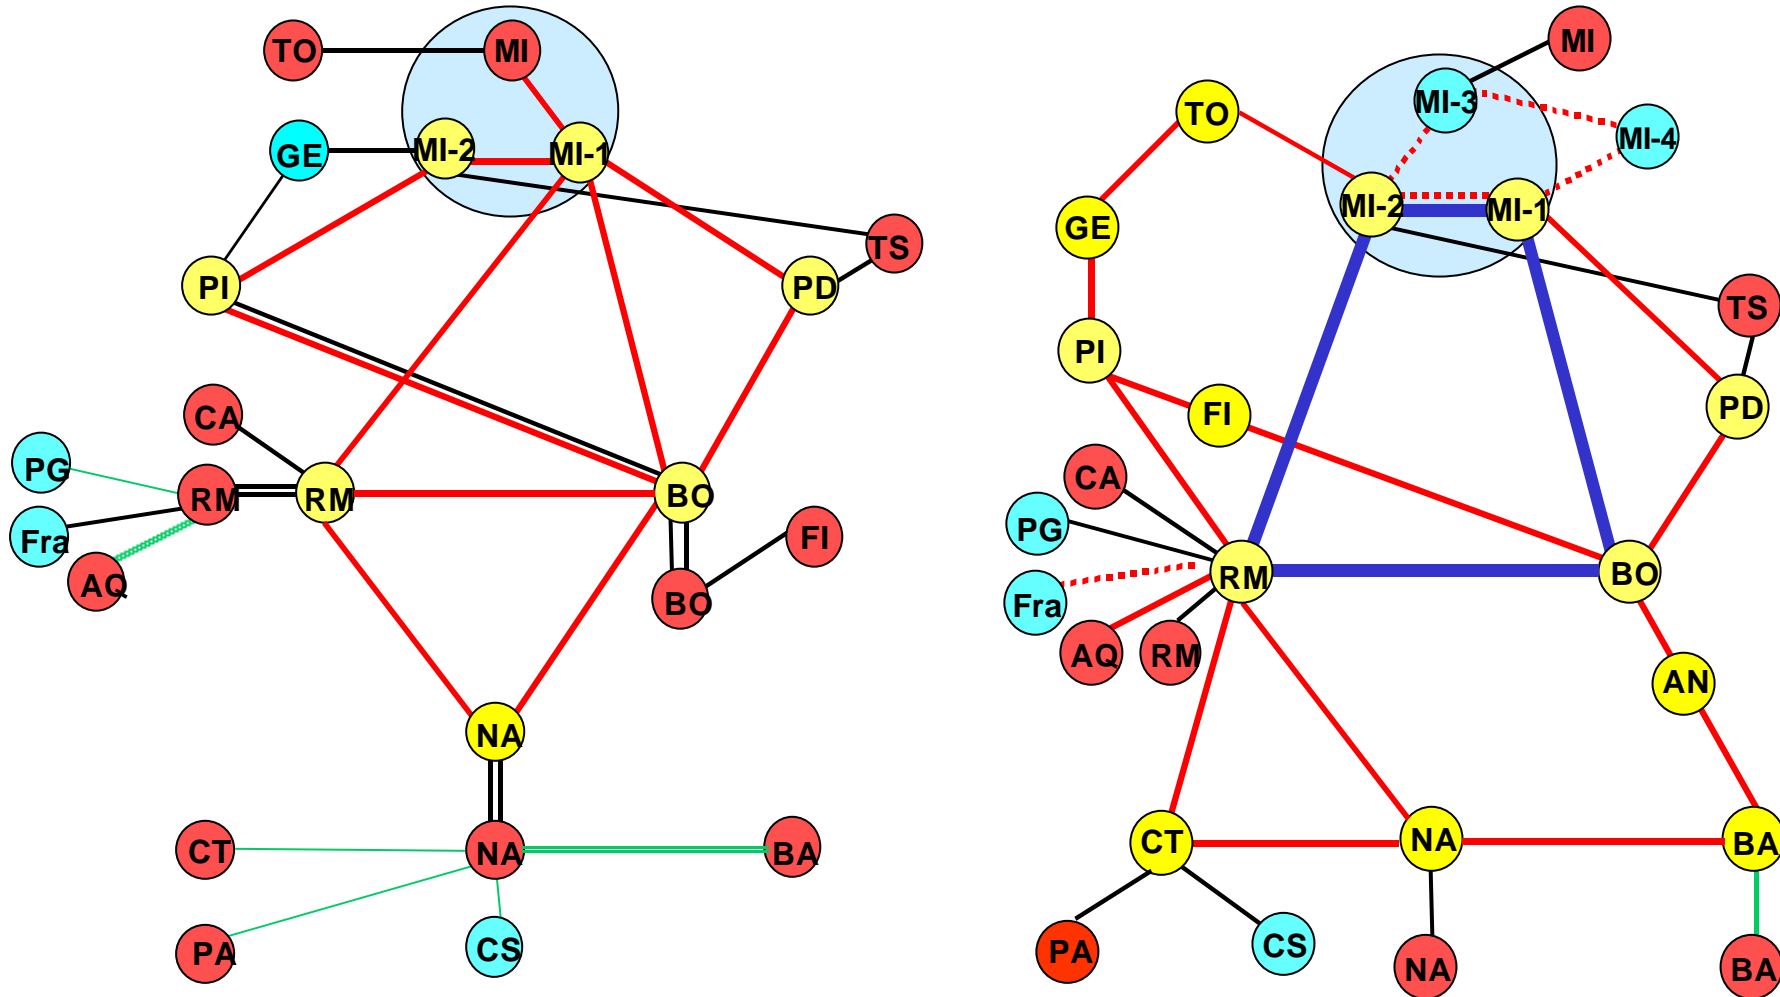 TO
MI
GE
MI-2
MI-1
TS
PI
PD
CA
PG
RM
RM
BO
Fra
FI
AQ
BO
NA
CT
NA
BA
PA
CS
MI
MI-3
TO
MI-4
MI-2
MI-1
GE
TS
PI
FI
PD
CA
PG
RM
BO
Fra
AQ
RM
AN
CT
NA
BA
PA
CS
NA
BA